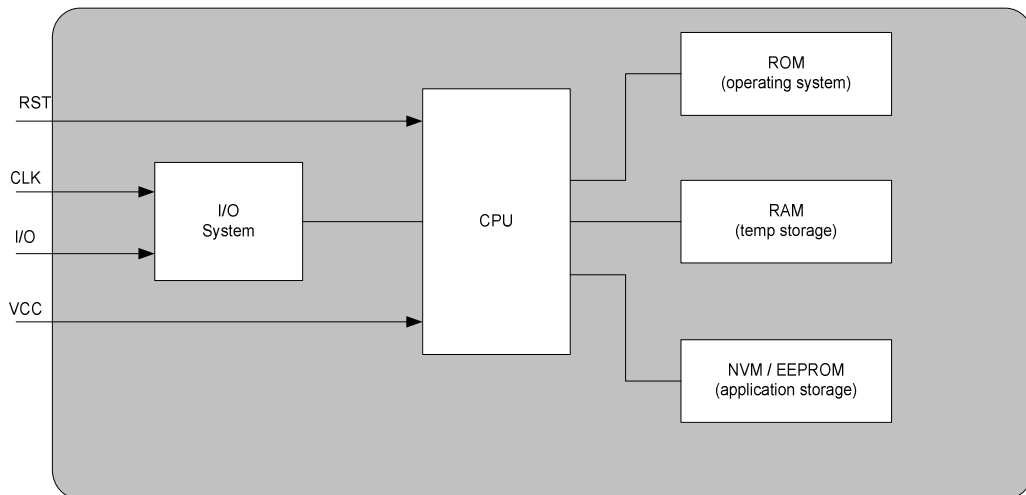 RST
CLK
I/O
VCC
I/O
System
CPU
ROM
(operating system)
RAM
(temp storage)
NVM / EEPROM
(application storage)